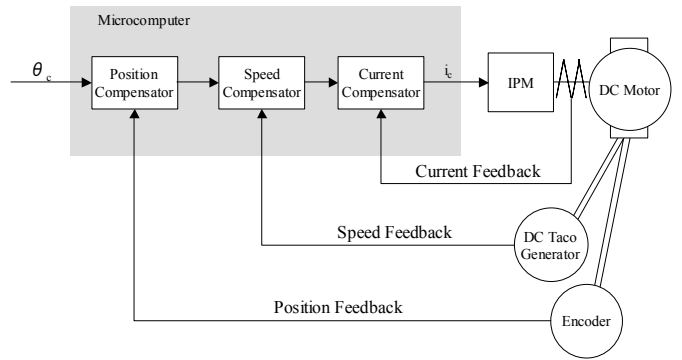 Microcomputer
θc
Position
Compensator
Speed
Compensator
Current
Compensator
ic
IPM
DC Motor
Current Feedback
Speed Feedback
DC Taco
Generator
Position Feedback
Encoder